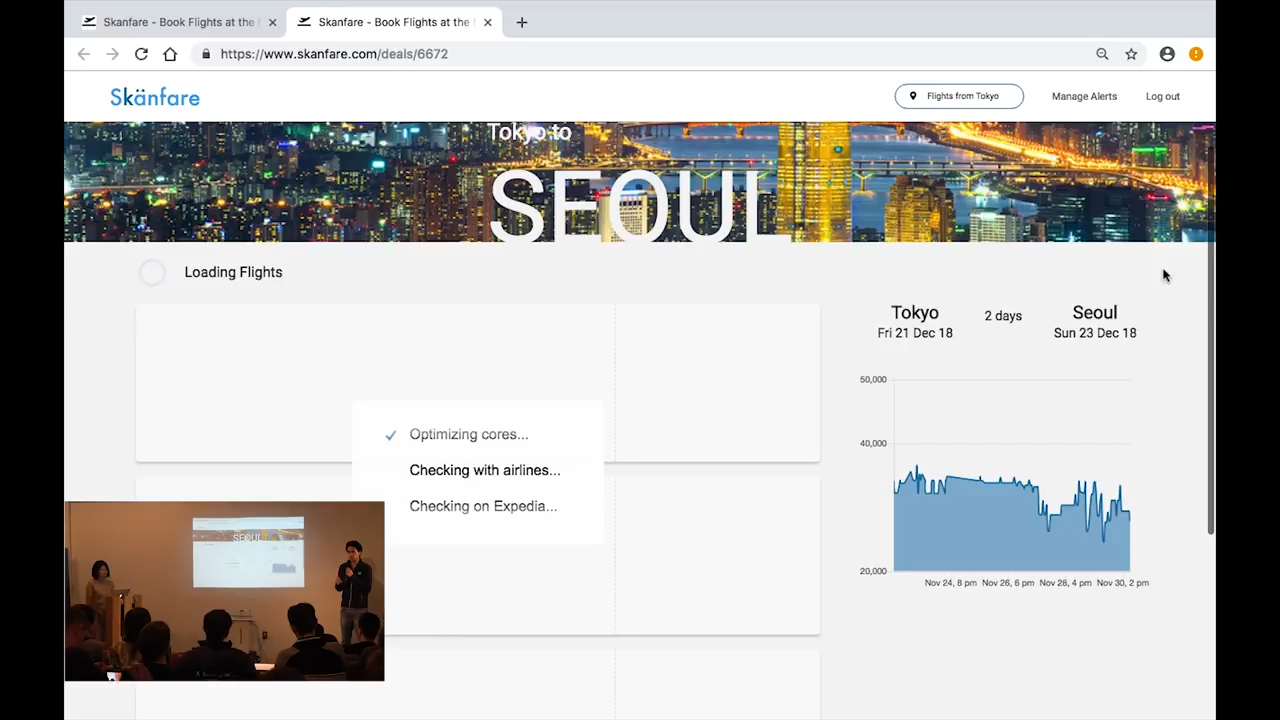 Skanfare - Book Flights at the
Skanfare - Book Flights at the
https://www.skanfare.com/deals/6672
Skänfare
Flights from Tokyo
Manage Alerts
Log out
Tokyo to
SEOUL
Loading Flights
Tokyo
2 days
Seoul
Fri 21 Dec 18
Sun 23 Dec 18
50,000
40,000
20,000
Nov 24, 8 pm
Nov 26, 6 pm
Nov 28, 4 pm
Nov 30, 2 pm
Optimizing cores...
Checking with airlines...
Checking on Expedia...
SEOUL